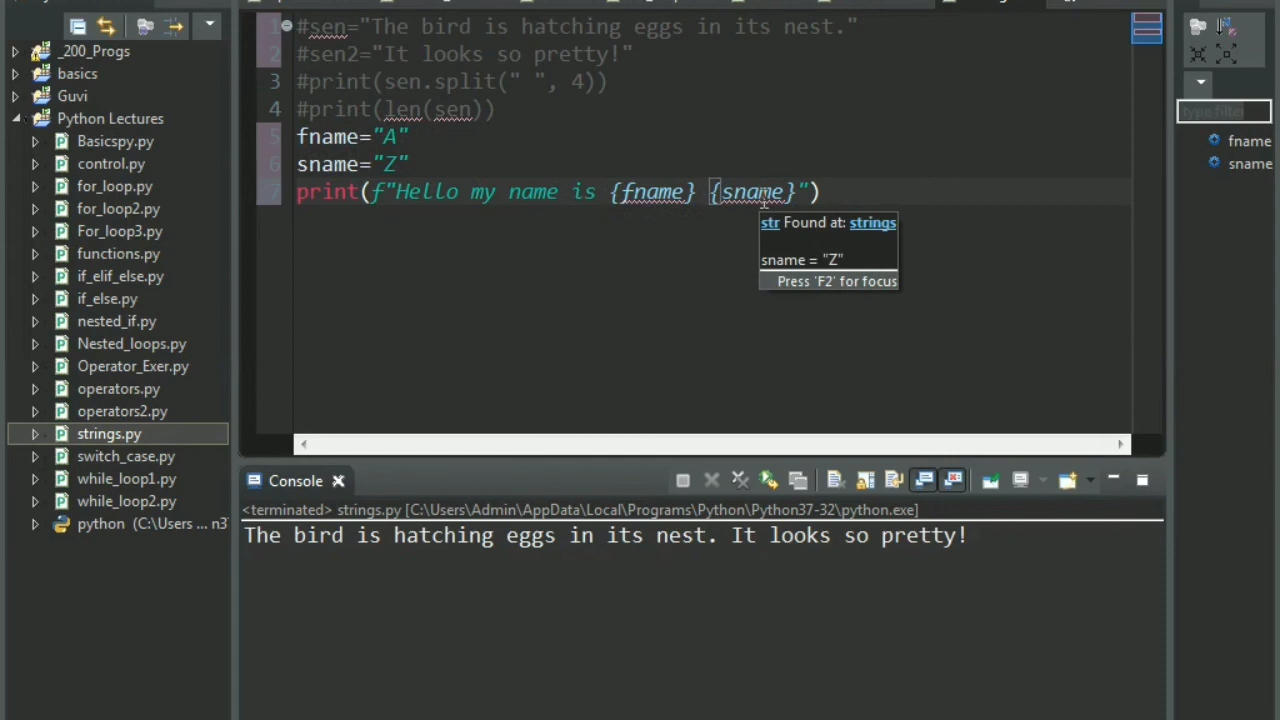 _200_Progs
basics
Guvi
Python Lectures
Basicspy.py
control.py
for_loop.py
for_loop2.py
For_loop3.py
functions.py
if_elif_else.py
if_else.py
nested_if.py
Nested_loops.py
Operator_Exer.py
operators.py
operators2.py
strings.py
switch_case.py
while_loop1.py
while_loop2.py
python (C:\Users ... n3
1 #sen="The bird is hatching eggs in its nest."
2 #sen2="It looks so pretty!"
3 #print(sen.split(" ", 4))
4 #print(len(sen))
5 fname="A"
6 sname="Z"
7 print(f"Hello my name is {fname} {sname}")
str Found at: strings
sname = "Z"
Press 'F2' for focus
type filter
fname
sname
Console
<terminated> strings.py [C:\Users\Admin\AppData\Local\Programs\Python\Python37-32\python.exe]
The bird is hatching eggs in its nest. It looks so pretty!